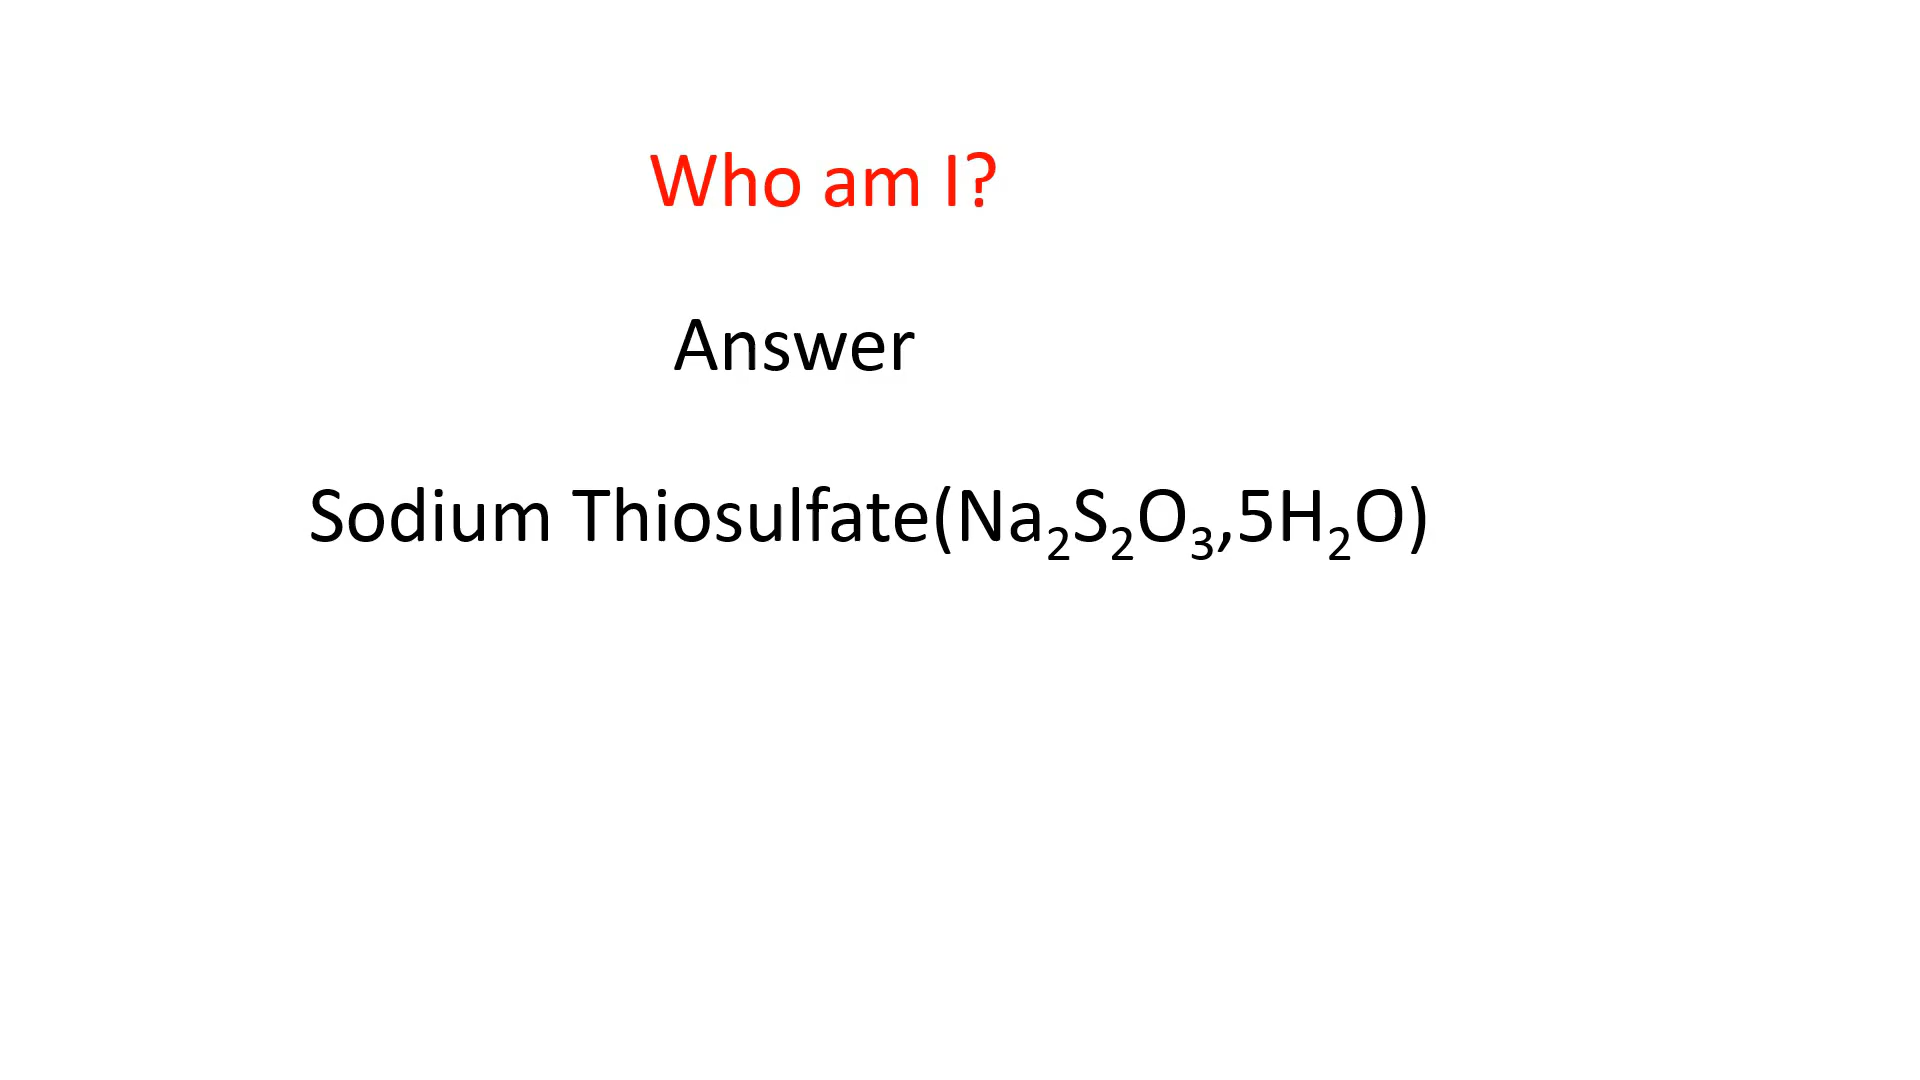 Who am I?
Answer
Sodium Thiosulfate(Na₂S₂O₃,5H₂O)